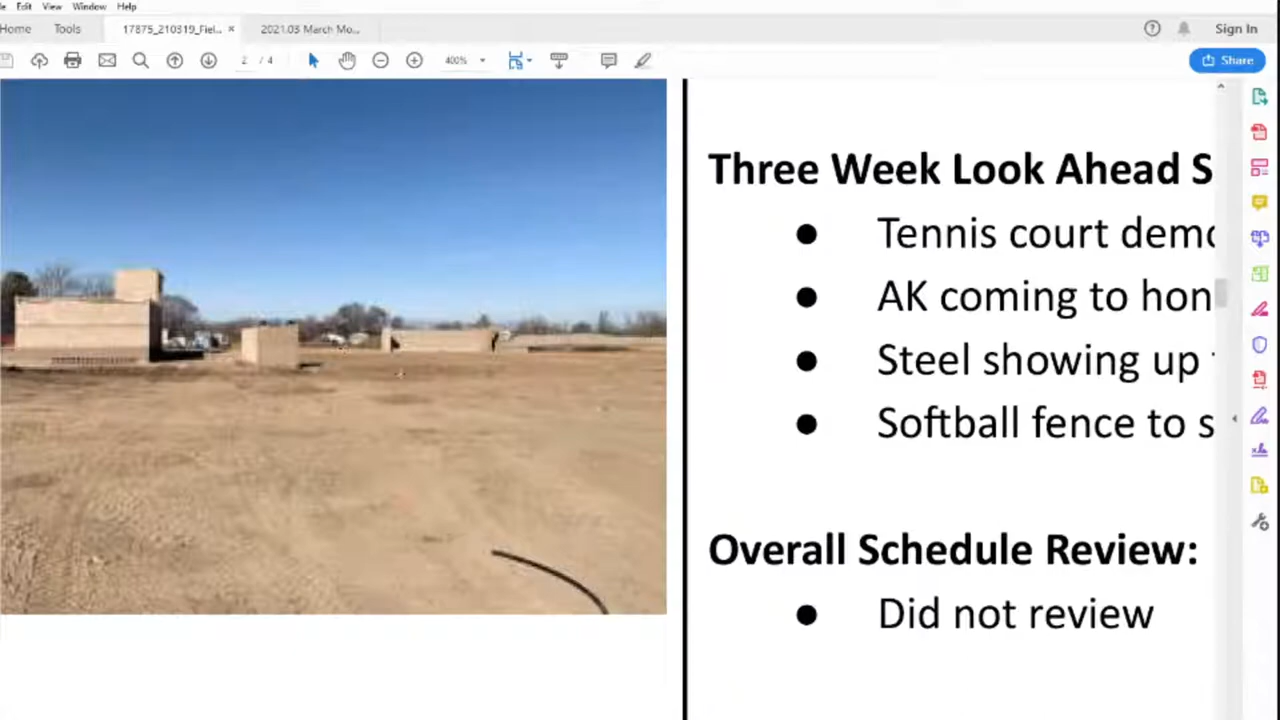 Edit View Window Help
Home Tools 17875_210319_Fiel... × 2021.03 March Mo... Sign In
2 / 4 400% Share
Three Week Look Ahead S
• Tennis court demo
• AK coming to hon
• Steel showing up
• Softball fence to s
Overall Schedule Review:
• Did not review